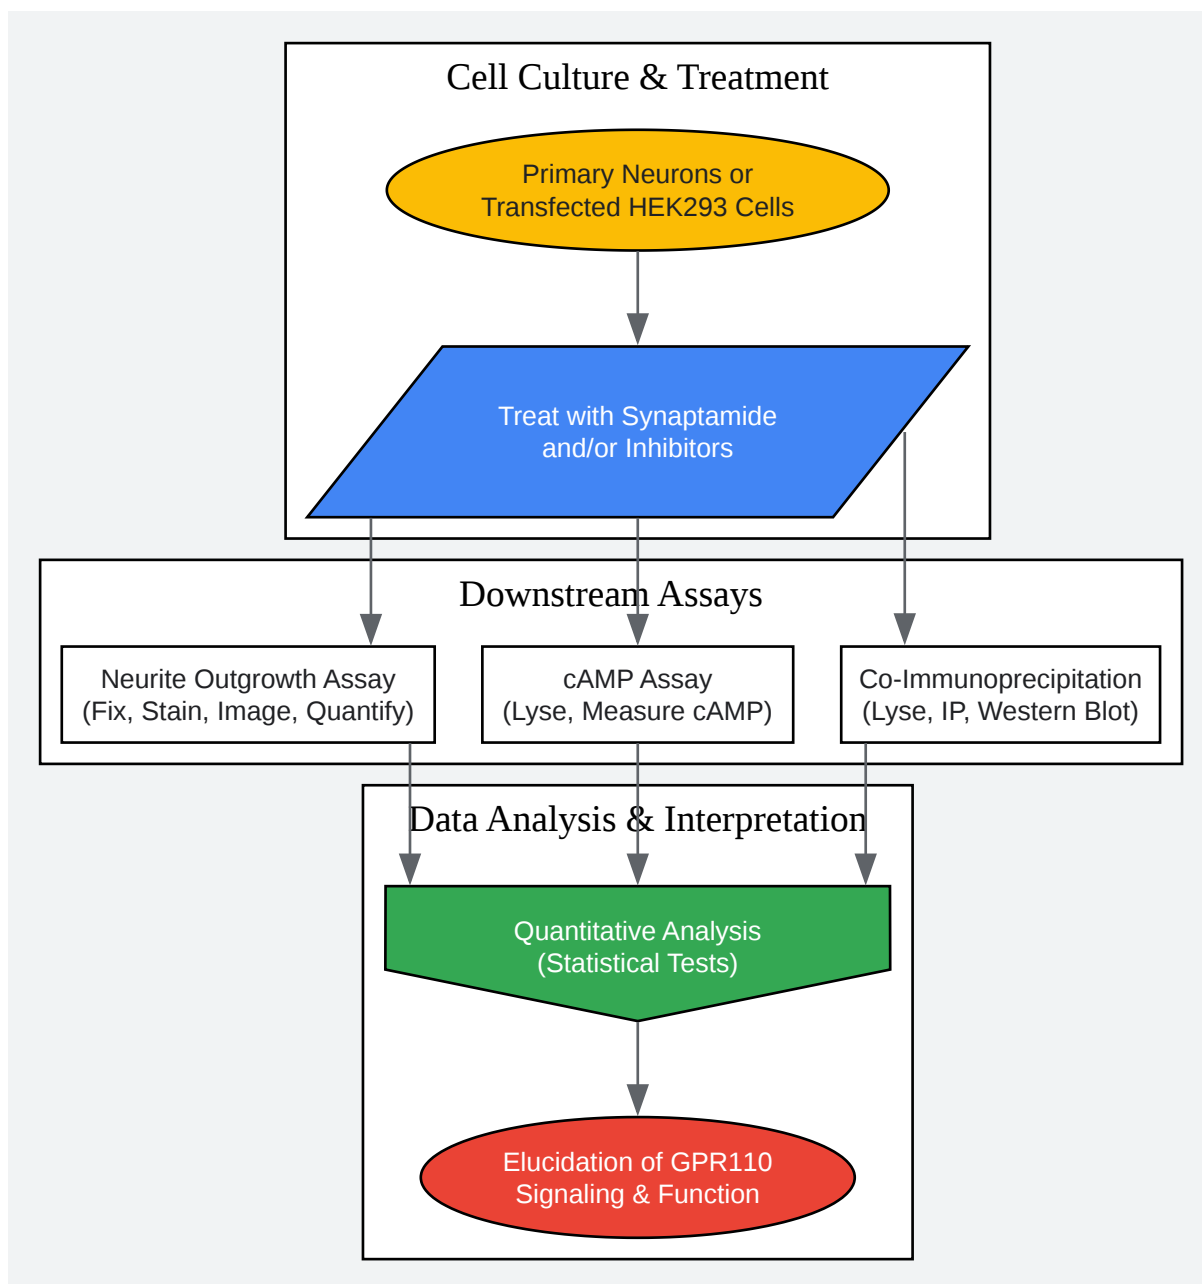 Cell Culture & Treatment
Primary Neurons or
Transfected HEK293 Cells
Treat with Synaptamide
and/or Inhibitors
Downstream Assays
Neurite Outgrowth Assay
(Fix, Stain, Image, Quantify)
cAMP Assay
(Lyse, Measure cAMP)
Co-Immunoprecipitation
(Lyse, IP, Western Blot)
Data Analysis & Interpretation
Quantitative Analysis
(Statistical Tests)
Elucidation of GPR110
Signaling & Function